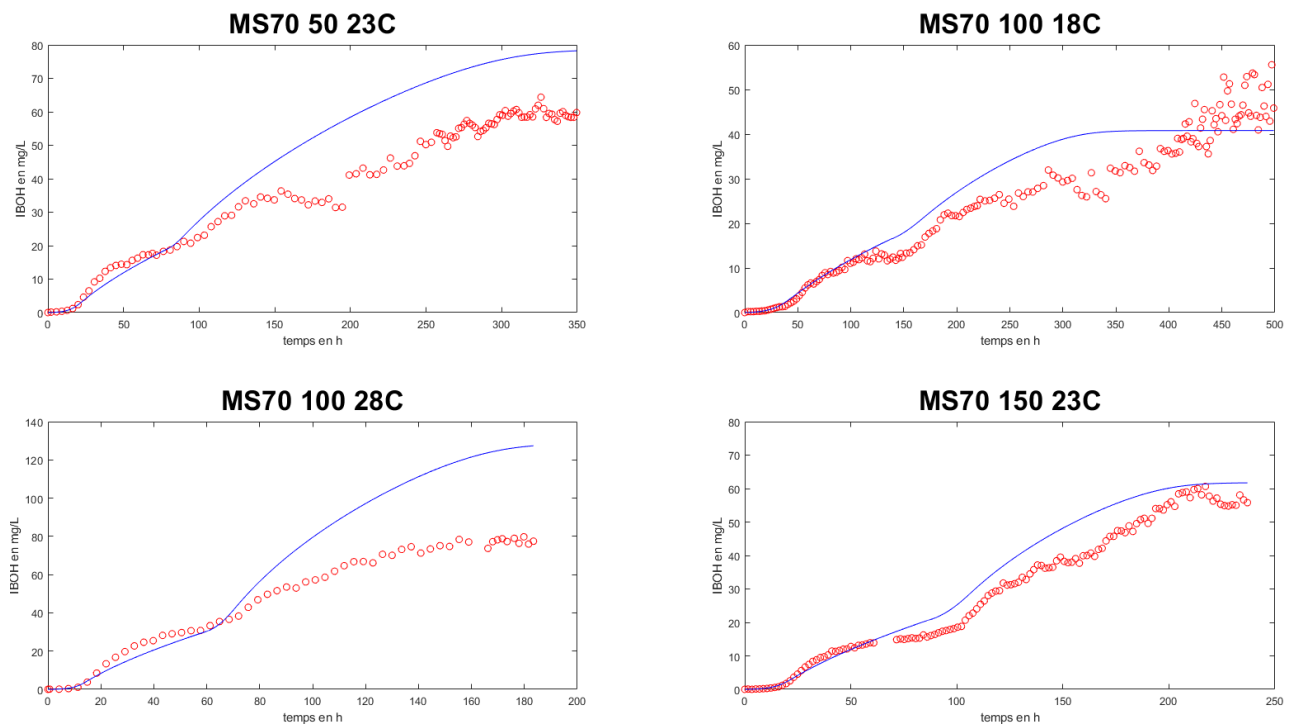 MS70 50 23C
80
70
60
50
40
30
20
10
0
IBOH en mg/L
0 50 100 150 200 250 300 350
temps en h
MS70 100 18C
60
50
40
30
20
10
0
IBOH en mg/L
0 50 100 150 200 250 300 350 400 450 500
temps en h
MS70 100 28C
140
120
100
80
60
40
20
0
IBOH en mg/L
0 20 40 60 80 100 120 140 160 180 200
temps en h
MS70 150 23C
80
70
60
50
40
30
20
10
0
IBOH en mg/L
0 50 100 150 200 250
temps en h